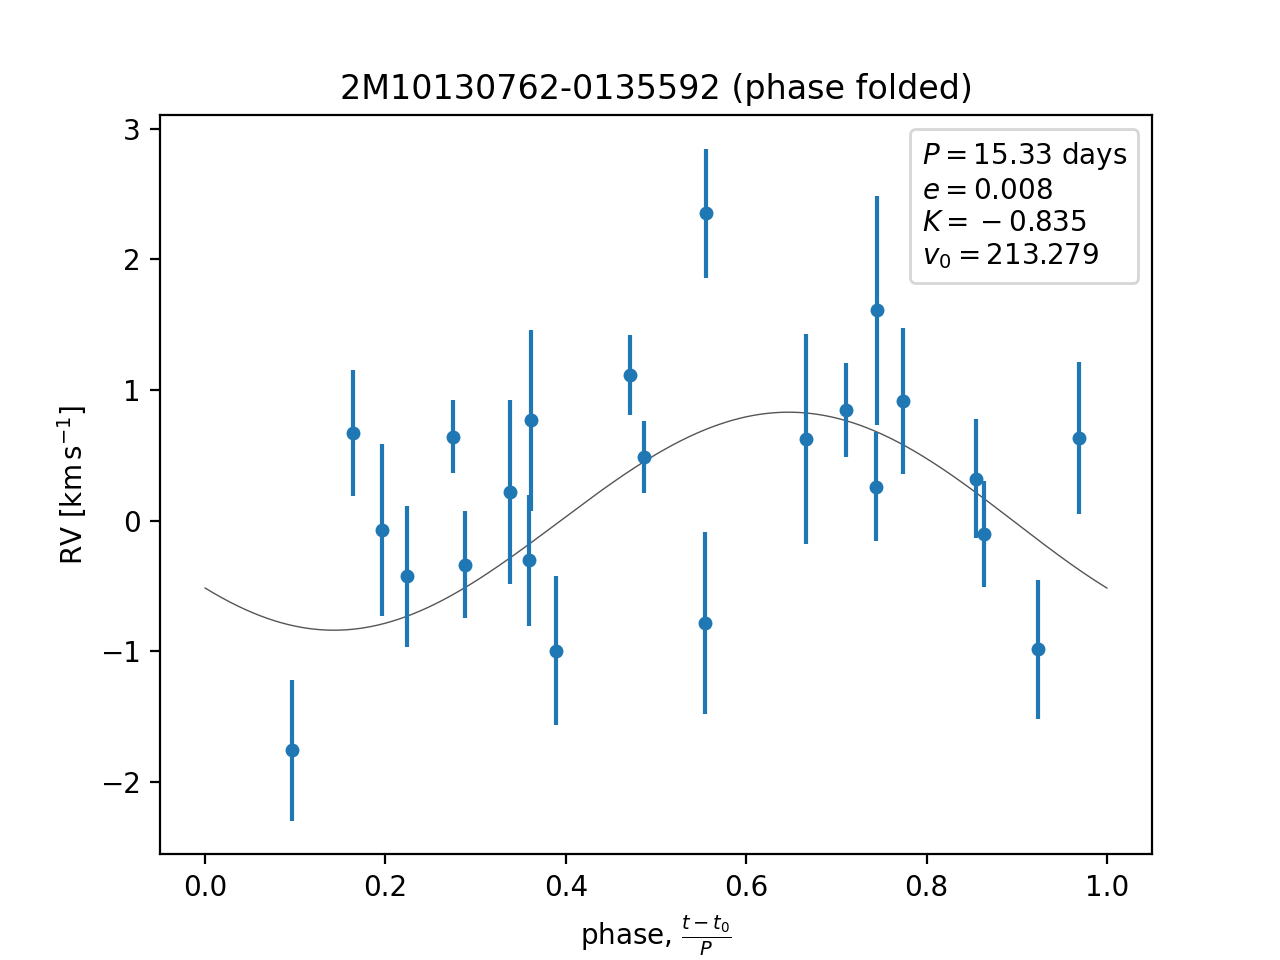 2M10130762-0135592 (phase folded)
P = 15.33 days
e = 0.008
K = −0.835
v₀ = 213.279
3
2
1
0
−1
−2
RV [km s⁻¹]
0.0 0.2 0.4 0.6 0.8 1.0
phase, (t − t₀)/P